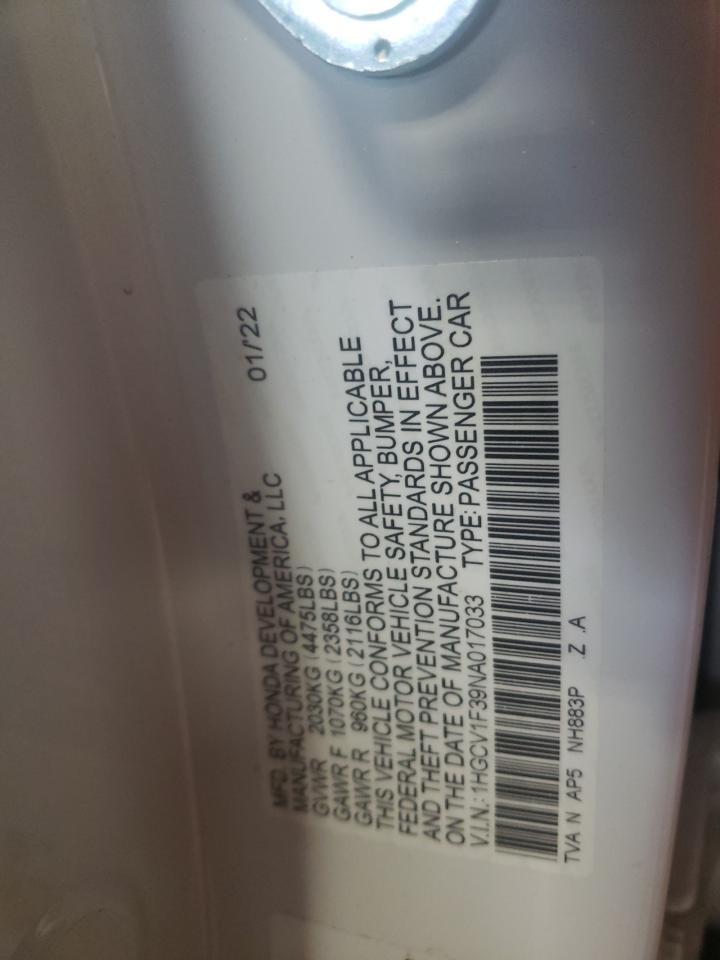 MFD. BY HONDA DEVELOPMENT & 01/'22
MANUFACTURING OF AMERICA, LLC
GVWR 2030KG (4475LBS)
GAWR F 1070KG (2358LBS)
GAWR R 960KG (2116LBS)
THIS VEHICLE CONFORMS TO ALL APPLICABLE
FEDERAL MOTOR VEHICLE SAFETY, BUMPER,
AND THEFT PREVENTION STANDARDS IN EFFECT
ON THE DATE OF MANUFACTURE SHOWN ABOVE.
V.I.N.: 1HGCV1F39NA017033 TYPE: PASSENGER CAR
TVA N AP5 NH883P .Z .A